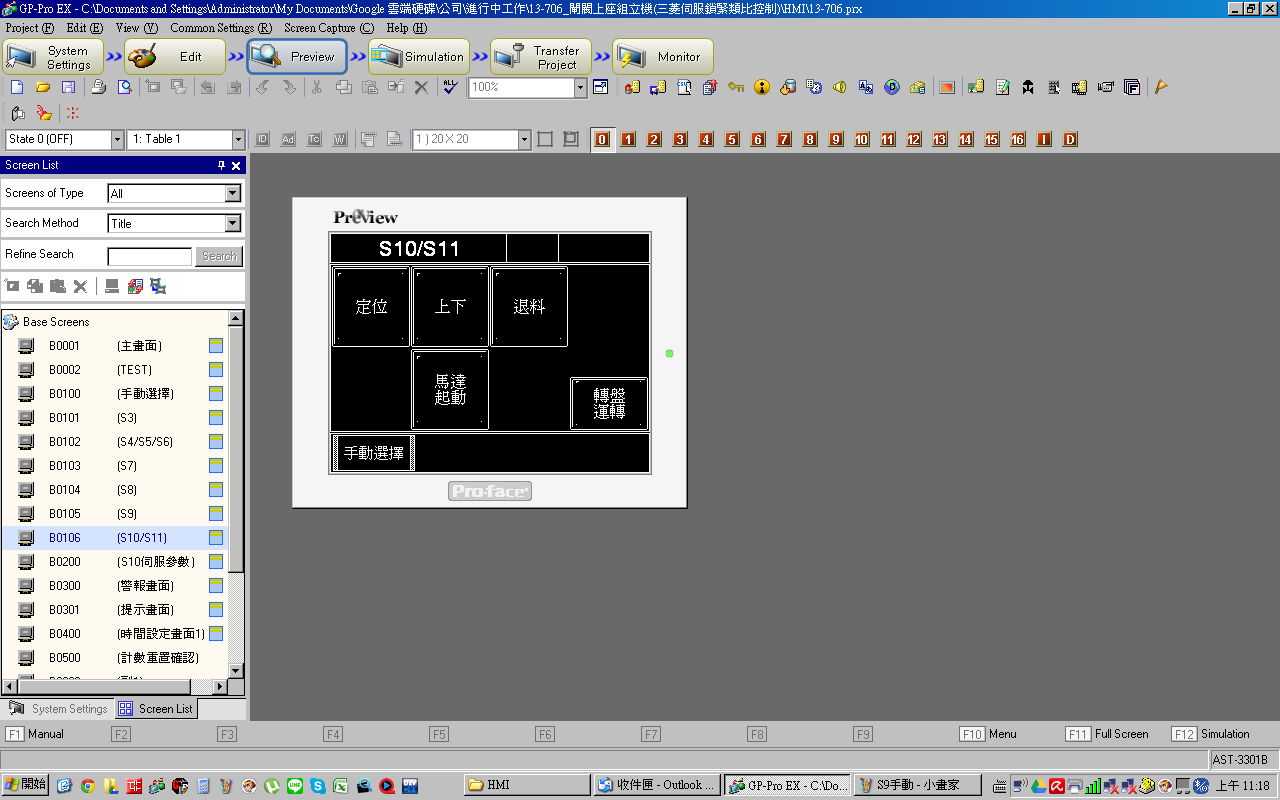 GP-Pro EX - C:\Documents and Settings\Administrator\My Documents\Google 雲端硬碟\公司\進行中工作\13-706_閥閥上座組立機(三菱伺服鎖緊類比控制)\HMI\13-706.prx
Project (F) Edit (E) View (V) Common Settings (R) Screen Capture (C) Help (H)
System Settings Edit Preview Simulation Transfer Project Monitor
100%
State 0 (OFF) 1: Table 1 ID Ad Tc W 1 ) 20 X 20 0 1 2 3 4 5 6 7 8 9 10 11 12 13 14 15 16 I D
Screen List
Screens of Type All
Search Method Title
Refine Search Search
Base Screens
B0001 (主畫面)
B0002 (TEST)
B0100 (手動選擇)
B0101 (S3)
B0102 (S4/S5/S6)
B0103 (S7)
B0104 (S8)
B0105 (S9)
B0106 (S10/S11)
B0200 (S10伺服參數)
B0300 (警報畫面)
B0301 (提示畫面)
B0400 (時間設定畫面1)
B0500 (計數重置確認)
System Settings Screen List
PreView
S10/S11
定位 上下 退料
馬達
起動
轉盤
運轉
手動選擇
Pro-face
F1 Manual F2 F3 F4 F5 F6 F7 F8 F9 F10 Menu F11 Full Screen F12 Simulation
AST-3301B
開始 HMI 收件匣 - Outlook ... GP-Pro EX - C:\Do... S9手動 - 小畫家 上午 11:18